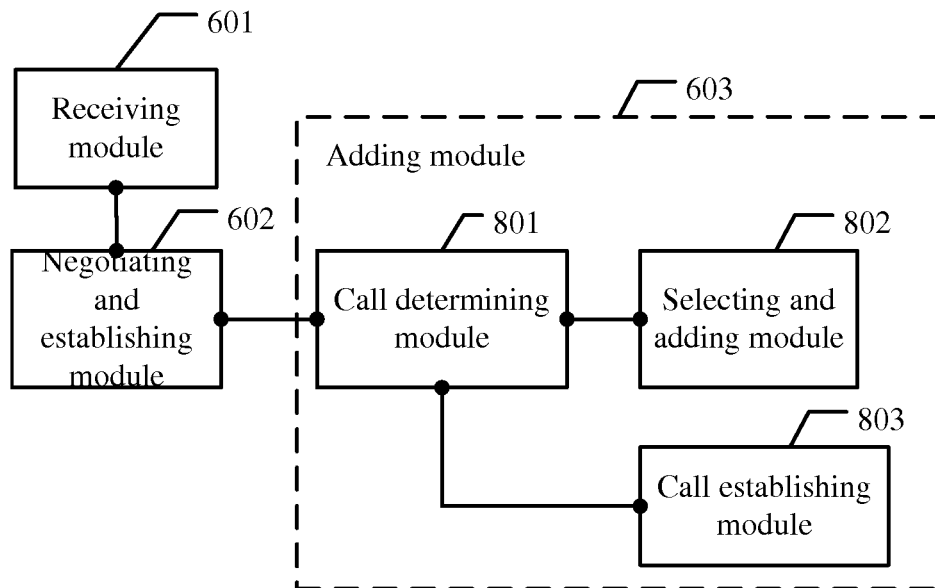 601
Receiving
module
603
Adding module
602
Negotiating
and
establishing
module
801
Call determining
module
802
Selecting and
adding module
803
Call establishing
module